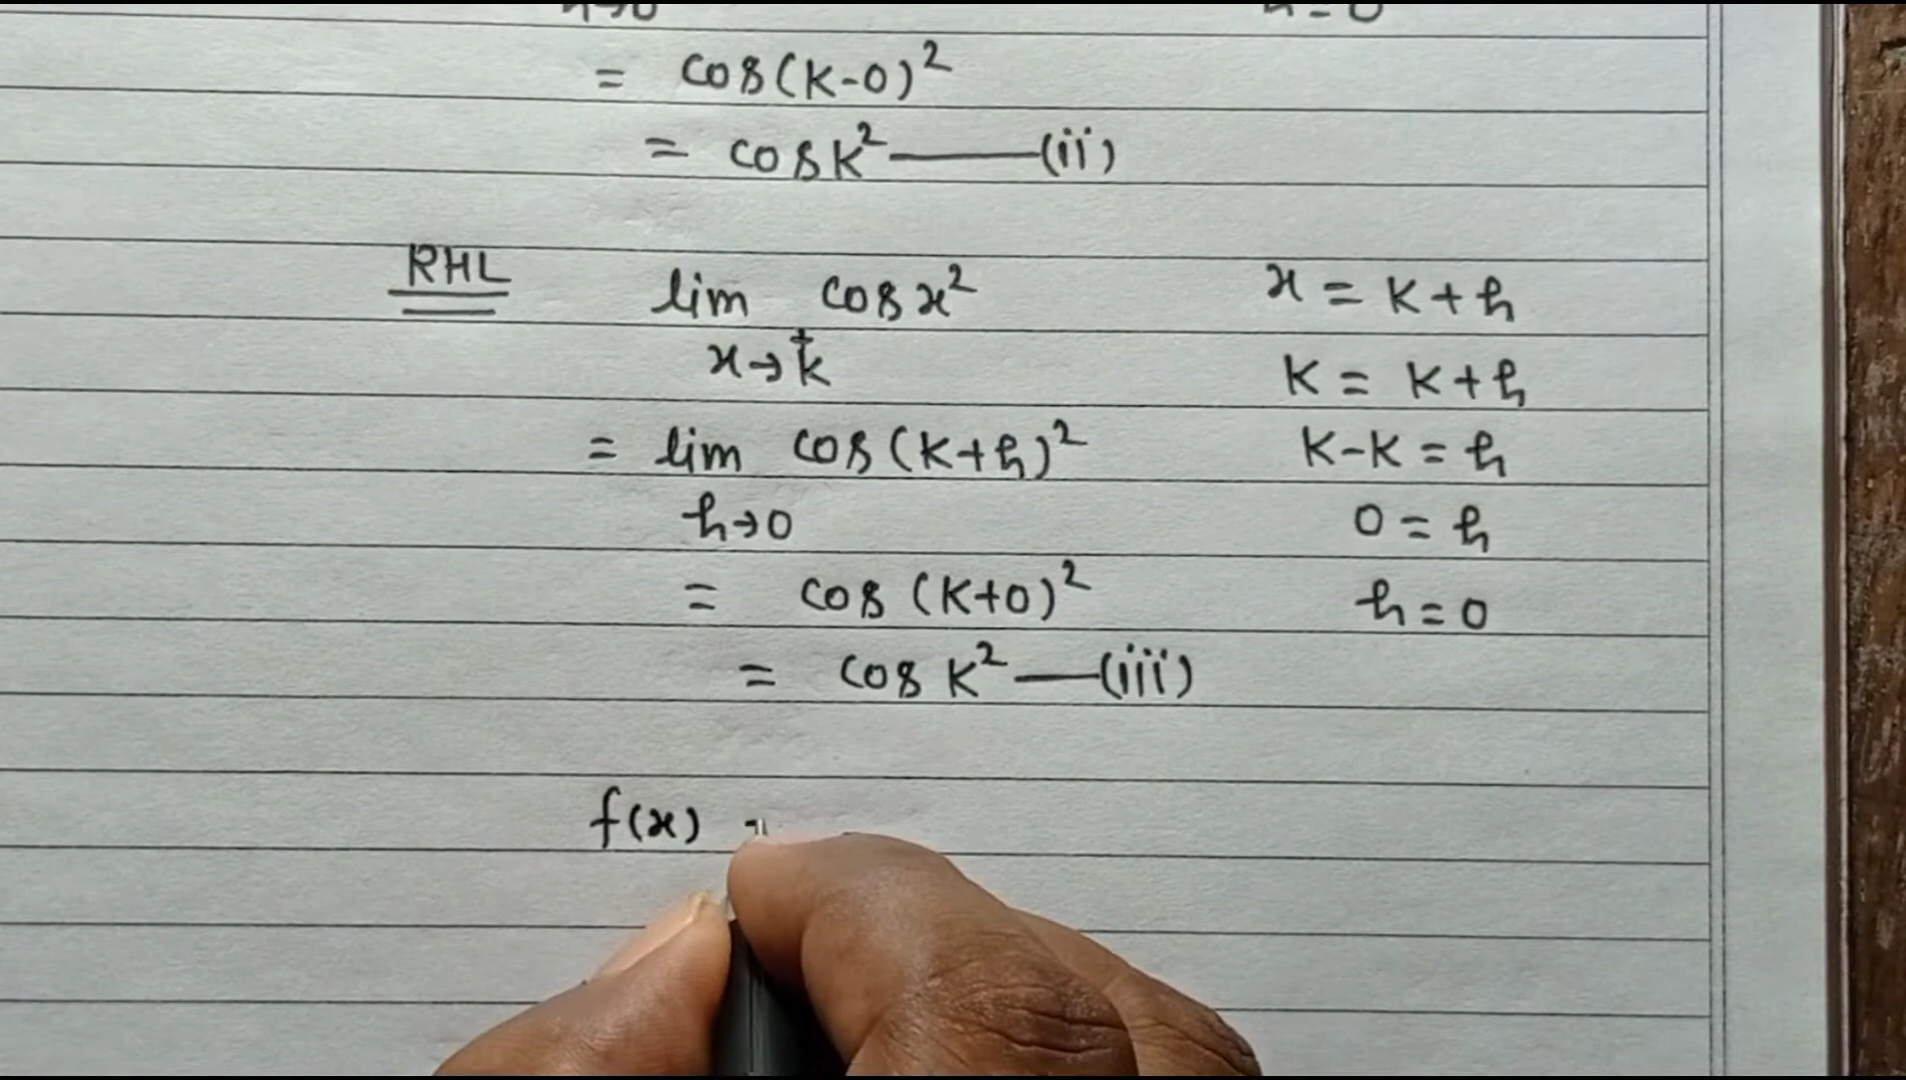 = cos(K-0)²
= cos K² ——— (ii)
RHL lim cos x² x = K+h
x→k⁺ K = K+h
= lim cos(K+h)² K-K = h
h→0 0 = h
= cos (K+0)² h = 0
= cos K² —— (iii)
f(x)